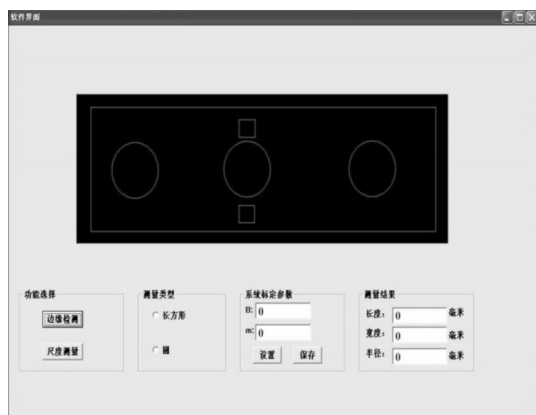 软件界面
功能选择
边缘检测
尺度测量
测量类型
长方形
圆
系统标定参数
B: 0
m: 0
设置 保存
测量结果
长度: 0 毫米
宽度: 0 毫米
半径: 0 毫米